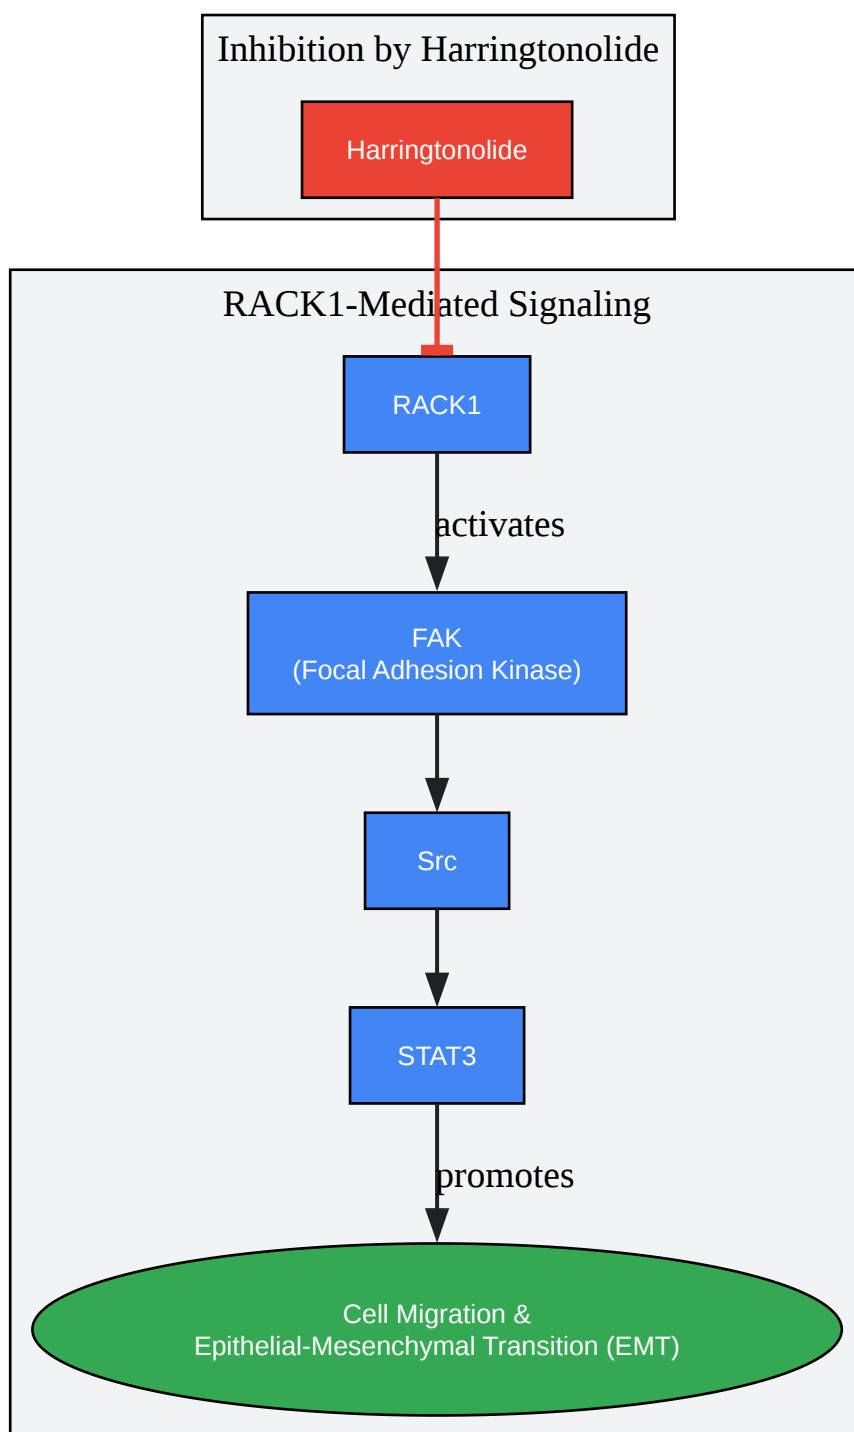 Inhibition by Harringtonolide
Harringtonolide
RACK1-Mediated Signaling
RACK1
activates
FAK
(Focal Adhesion Kinase)
Src
STAT3
promotes
Cell Migration &
Epithelial-Mesenchymal Transition (EMT)